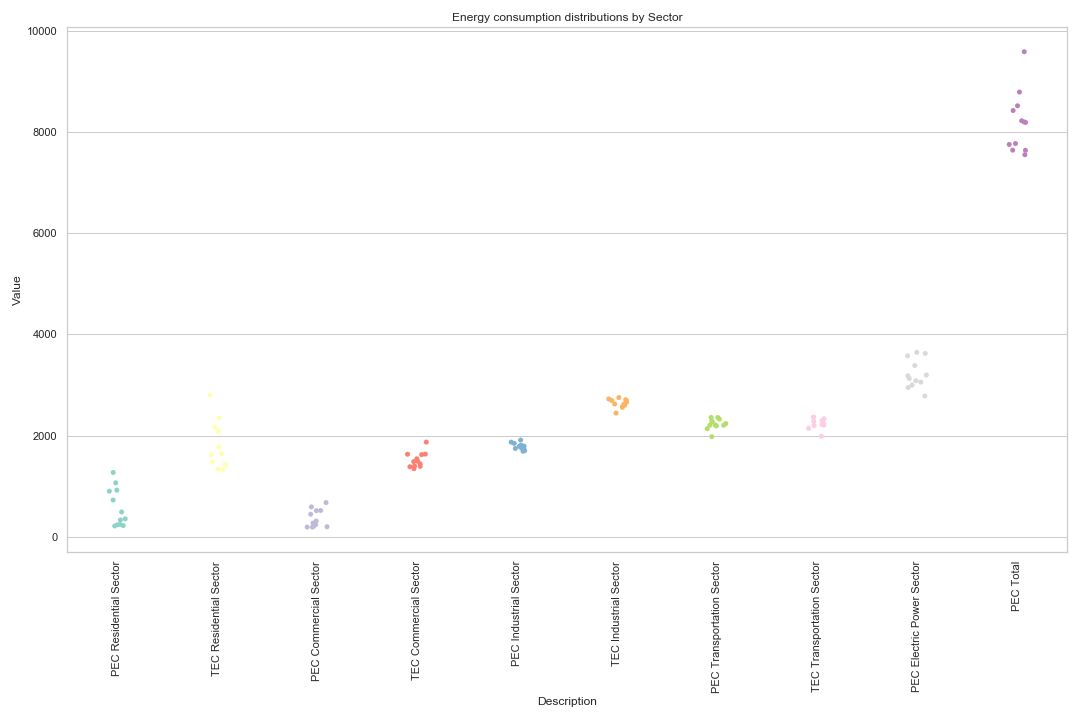 Energy consumption distributions by Sector
10000
8000
6000
4000
2000
0
Value
PEC Residential Sector
TEC Residential Sector
PEC Commercial Sector
TEC Commercial Sector
PEC Industrial Sector
TEC Industrial Sector
PEC Transportation Sector
TEC Transportation Sector
PEC Electric Power Sector
PEC Total
Description